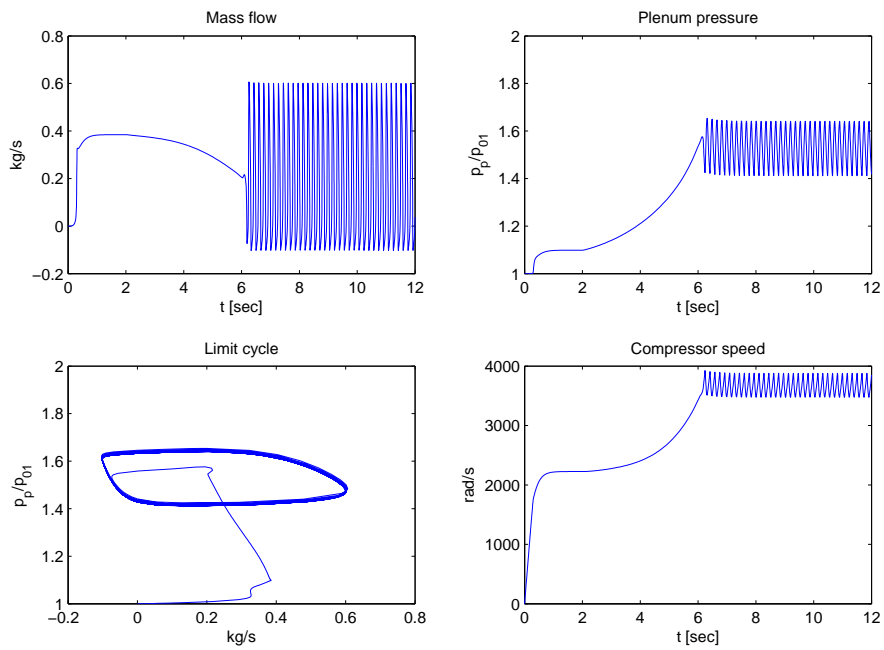 Mass flow
0.8
0.6
0.4
0.2
0
−0.2
kg/s
0 2 4 6 8 10 12
t [sec]
Plenum pressure
2
1.8
1.6
1.4
1.2
1
p_p/p_01
0 2 4 6 8 10 12
t [sec]
Limit cycle
2
1.8
1.6
1.4
1.2
1
p_p/p_01
−0.2 0 0.2 0.4 0.6 0.8
kg/s
Compressor speed
4000
3000
2000
1000
0
rad/s
0 2 4 6 8 10 12
t [sec]